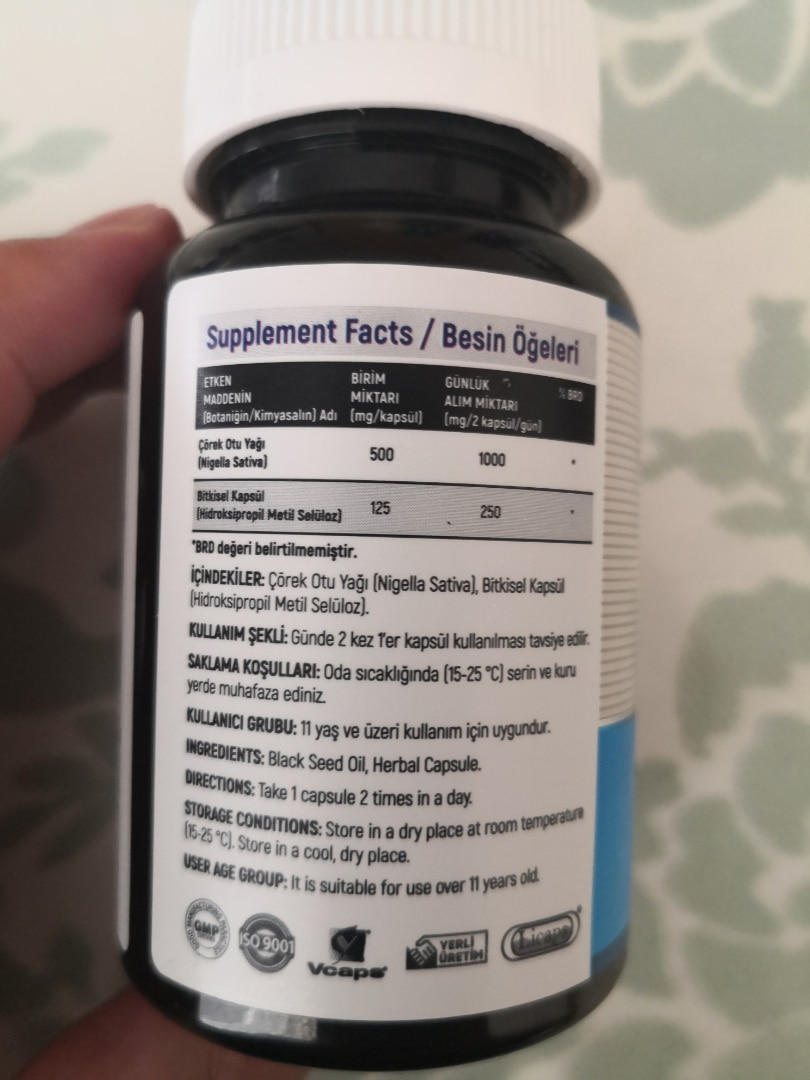 Supplement Facts / Besin Öğeleri
ETKEN MADDENİN (Botaniğin/Kimyasalın) Adı BİRİM MİKTARI (mg/kapsül) GÜNLÜK ALIM MİKTARI (mg/2 kapsül/gün) % BRD
Çörek Otu Yağı (Nigella Sativa) 500 1000 *
Bitkisel Kapsül (Hidroksipropil Metil Selüloz) 125 250 *
*BRD değeri belirtilmemiştir.
İÇİNDEKİLER: Çörek Otu Yağı (Nigella Sativa), Bitkisel Kapsül
(Hidroksipropil Metil Selüloz).
KULLANIM ŞEKLİ: Günde 2 kez 1'er kapsül kullanılması tavsiye edilir.
SAKLAMA KOŞULLARI: Oda sıcaklığında (15-25 °C) serin ve kuru
yerde muhafaza ediniz.
KULLANICI GRUBU: 11 yaş ve üzeri kullanım için uygundur.
INGREDIENTS: Black Seed Oil, Herbal Capsule.
DIRECTIONS: Take 1 capsule 2 times in a day.
STORAGE CONDITIONS: Store in a dry place at room temperature
(15-25 °C). Store in a cool, dry place.
USER AGE GROUP: It is suitable for use over 11 years old.
GMP ISO 9001 Vcaps® YERLİ ÜRETİM Licaps®